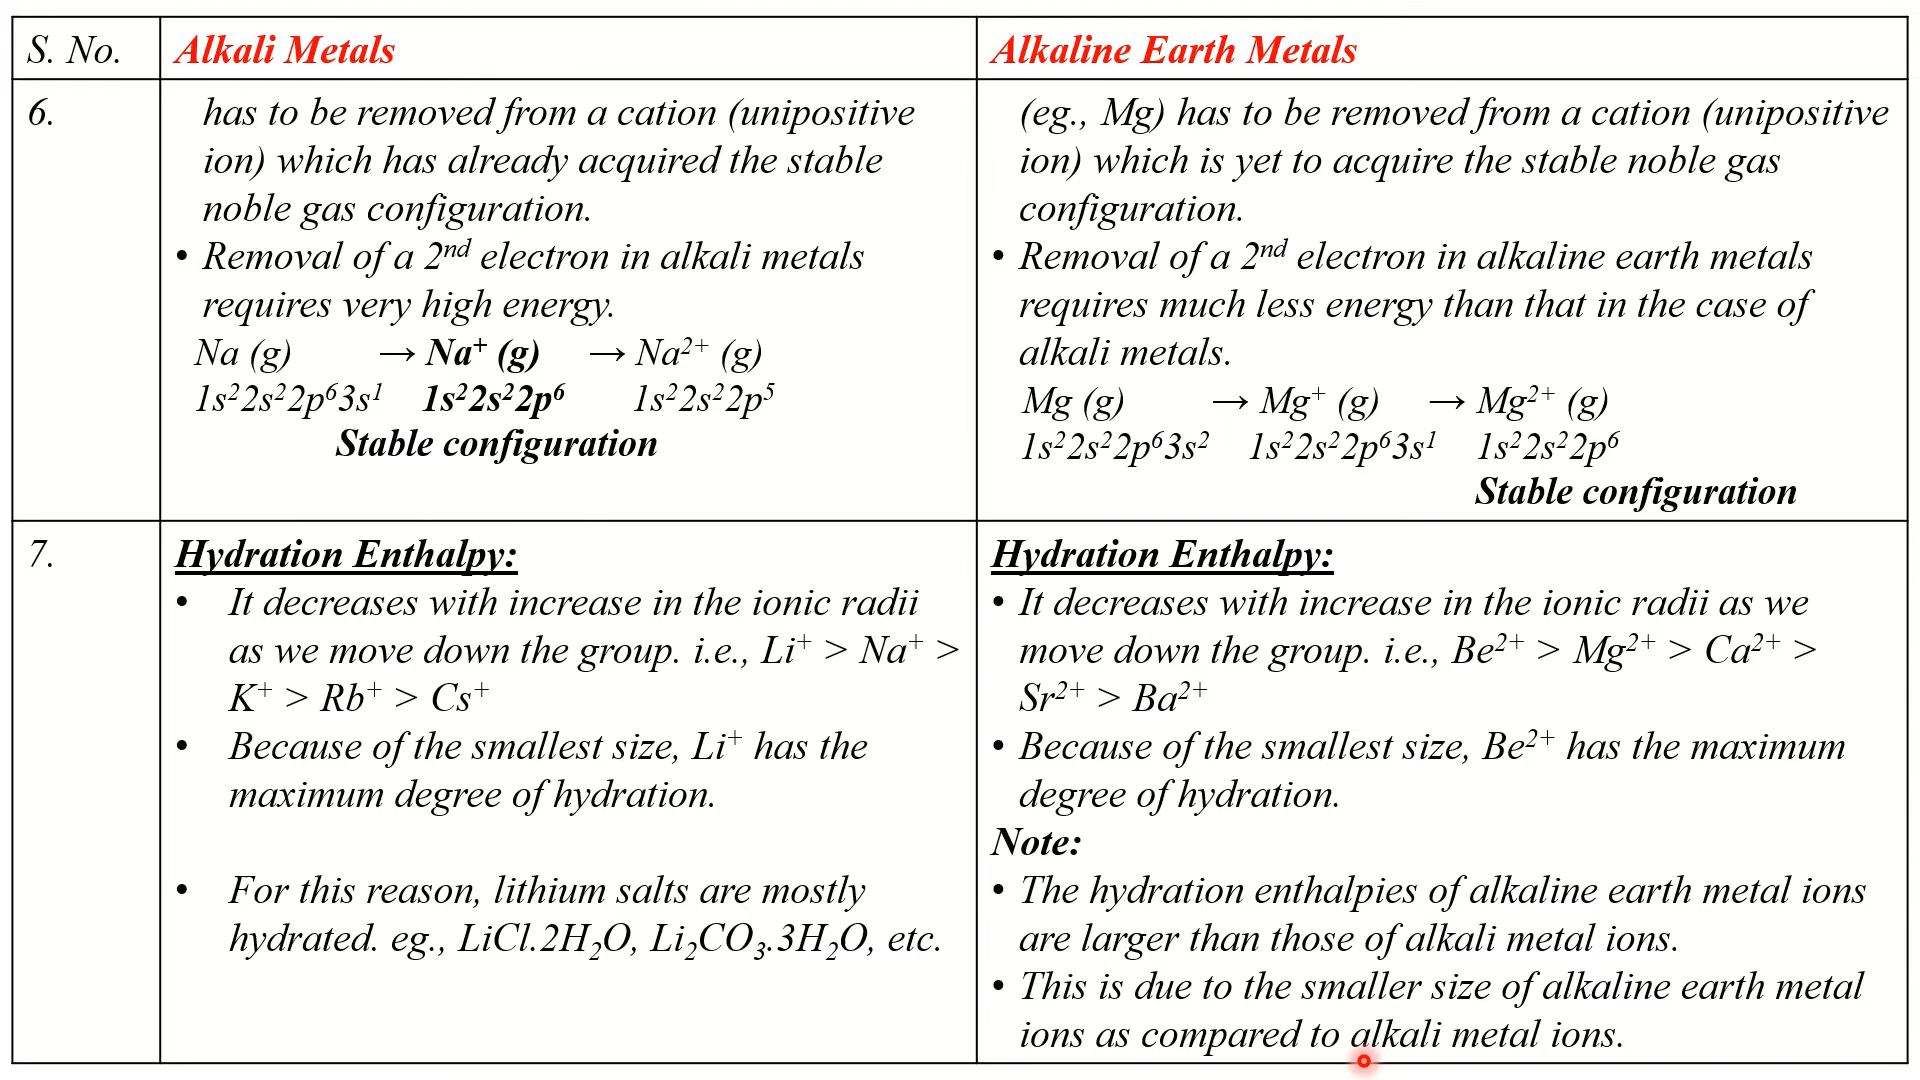 S. No.
Alkali Metals
Alkaline Earth Metals
6.
has to be removed from a cation (unipositive
ion) which has already acquired the stable
noble gas configuration.
• Removal of a 2ⁿᵈ electron in alkali metals
requires very high energy.
Na (g) → Na⁺ (g) → Na²⁺ (g)
1s²2s²2p⁶3s¹ 1s²2s²2p⁶ 1s²2s²2p⁵
Stable configuration
(eg., Mg) has to be removed from a cation (unipositive
ion) which is yet to acquire the stable noble gas
configuration.
• Removal of a 2ⁿᵈ electron in alkaline earth metals
requires much less energy than that in the case of
alkali metals.
Mg (g) → Mg⁺ (g) → Mg²⁺ (g)
1s²2s²2p⁶3s² 1s²2s²2p⁶3s¹ 1s²2s²2p⁶
Stable configuration
7.
Hydration Enthalpy:
• It decreases with increase in the ionic radii
as we move down the group. i.e., Li⁺ > Na⁺ >
K⁺ > Rb⁺ > Cs⁺
• Because of the smallest size, Li⁺ has the
maximum degree of hydration.
• For this reason, lithium salts are mostly
hydrated. eg., LiCl.2H₂O, Li₂CO₃.3H₂O, etc.
Hydration Enthalpy:
• It decreases with increase in the ionic radii as we
move down the group. i.e., Be²⁺ > Mg²⁺ > Ca²⁺ >
Sr²⁺ > Ba²⁺
• Because of the smallest size, Be²⁺ has the maximum
degree of hydration.
Note:
• The hydration enthalpies of alkaline earth metal ions
are larger than those of alkali metal ions.
• This is due to the smaller size of alkaline earth metal
ions as compared to alkali metal ions.